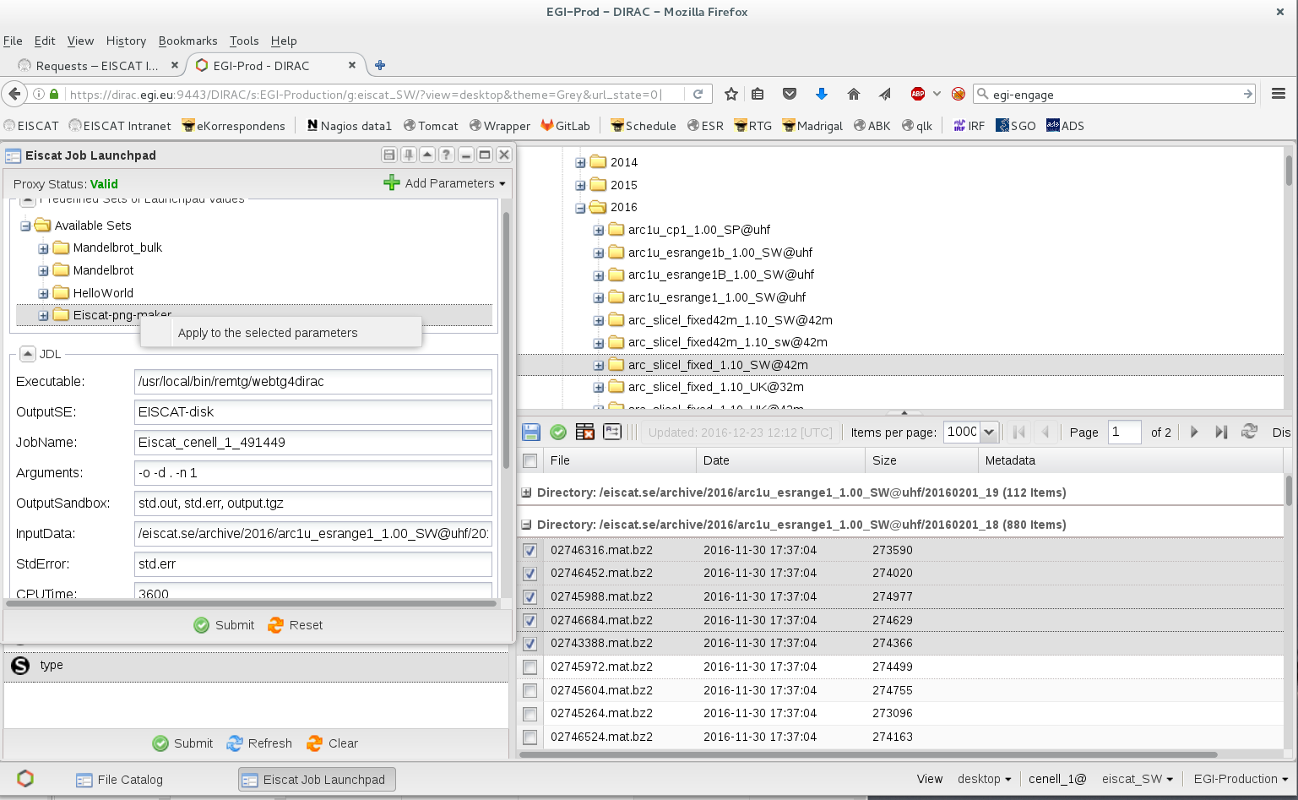 EGI-Prod - DIRAC - Mozilla Firefox
File Edit View History Bookmarks Tools Help
Requests – EISCAT I... EGI-Prod - DIRAC
https://dirac.egi.eu:9443/DIRAC/s:EGI-Production/g:eiscat_SW/?view=desktop&theme=Grey&url_state=0| ABP egi-engage
EISCAT EISCAT Intranet eKorrespondens Nagios data1 Tomcat Wrapper GitLab Schedule ESR RTG Madrigal ABK qlk IRF SGO ads ADS
Eiscat Job Launchpad
Proxy Status: Valid Add Parameters
Predefined Sets of Launchpad Values
Available Sets
Mandelbrot_bulk
Mandelbrot
HelloWorld
Eiscat-png-maker
Apply to the selected parameters
JDL
Executable: /usr/local/bin/remtg/webtg4dirac
OutputSE: EISCAT-disk
JobName: Eiscat_cenell_1_491449
Arguments: -o -d . -n 1
OutputSandbox: std.out, std.err, output.tgz
InputData: /eiscat.se/archive/2016/arc1u_esrange1_1.00_SW@uhf/20:
StdError: std.err
CPUTime: 3600
Submit Reset
S type
Submit Refresh Clear
2014
2015
2016
arc1u_cp1_1.00_SP@uhf
arc1u_esrange1b_1.00_SW@uhf
arc1u_esrange1B_1.00_SW@uhf
arc1u_esrange1_1.00_SW@uhf
arc_slicel_fixed42m_1.10_SW@42m
arc_slicel_fixed42m_1.10_sw@42m
arc_slicel_fixed_1.10_SW@42m
arc_slicel_fixed_1.10_UK@32m
arc_slicel_fixed_1.10_UK@42m
Updated: 2016-12-23 12:12 [UTC] Items per page: 1000 Page 1 of 2 Dis
File Date Size Metadata
Directory: /eiscat.se/archive/2016/arc1u_esrange1_1.00_SW@uhf/20160201_19 (112 Items)
Directory: /eiscat.se/archive/2016/arc1u_esrange1_1.00_SW@uhf/20160201_18 (880 Items)
02746316.mat.bz2 2016-11-30 17:37:04 273590
02746452.mat.bz2 2016-11-30 17:37:04 274020
02745988.mat.bz2 2016-11-30 17:37:04 274977
02746684.mat.bz2 2016-11-30 17:37:04 274629
02743388.mat.bz2 2016-11-30 17:37:04 274366
02745972.mat.bz2 2016-11-30 17:37:04 274499
02745604.mat.bz2 2016-11-30 17:37:04 274755
02745264.mat.bz2 2016-11-30 17:37:04 273096
02746524.mat.bz2 2016-11-30 17:37:04 274163
File Catalog Eiscat Job Launchpad View desktop cenell_1@ eiscat_SW EGI-Production